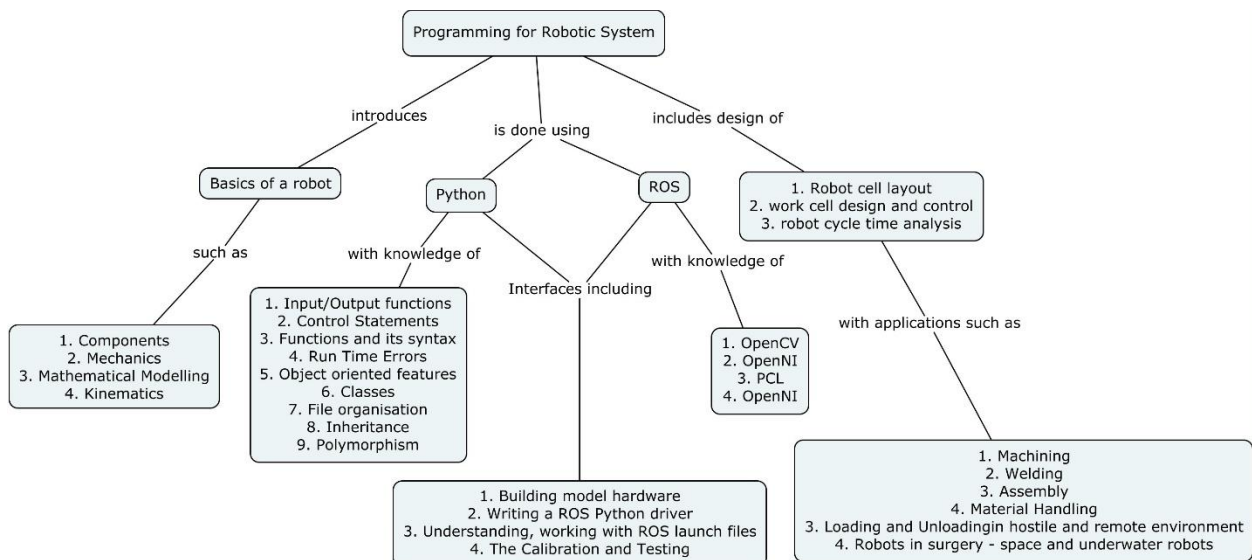 Programming for Robotic System
introduces
is done using
includes design of
Basics of a robot
Python
ROS
1. Robot cell layout
2. work cell design and control
3. robot cycle time analysis
such as
with knowledge of
Interfaces including
with knowledge of
with applications such as
1. Components
2. Mechanics
3. Mathematical Modelling
4. Kinematics
1. Input/Output functions
2. Control Statements
3. Functions and its syntax
4. Run Time Errors
5. Object oriented features
6. Classes
7. File organisation
8. Inheritance
9. Polymorphism
1. OpenCV
2. OpenNI
3. PCL
4. OpenNI
1. Building model hardware
2. Writing a ROS Python driver
3. Understanding, working with ROS launch files
4. The Calibration and Testing
1. Machining
2. Welding
3. Assembly
4. Material Handling
3. Loading and Unloadingin hostile and remote environment
4. Robots in surgery - space and underwater robots